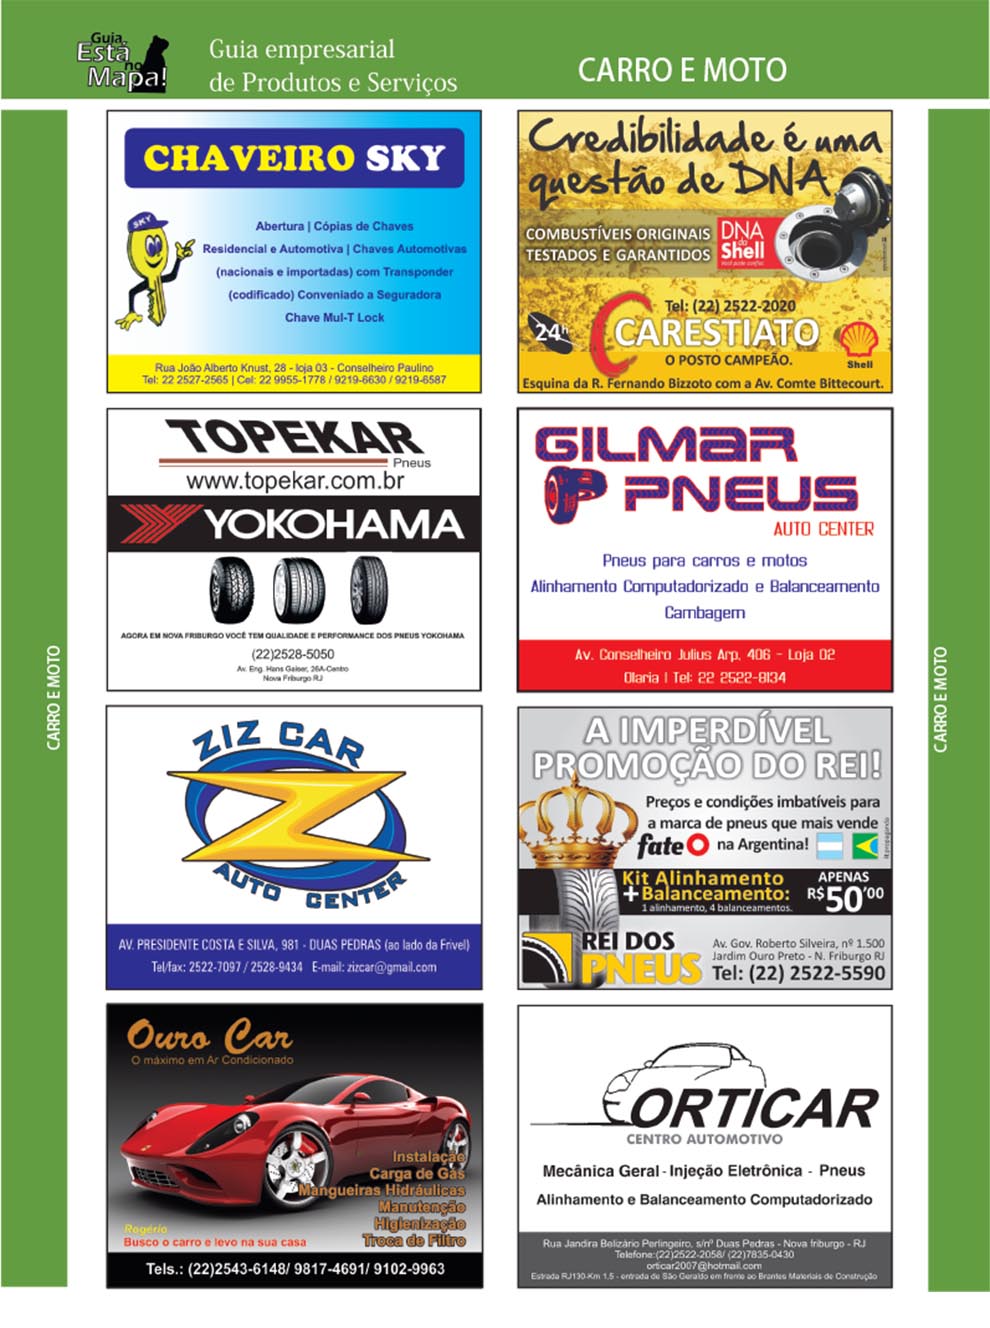 Guia
Está
no
Mapa!
Guia empresarial
de Produtos e Serviços
CARRO E MOTO
CARRO E MOTO
CHAVEIRO SKY
SKY
Abertura | Cópias de Chaves
Residencial e Automotiva | Chaves Automotivas
(nacionais e importadas) com Transponder
(codificado) Conveniado a Seguradora
Chave Mul-T Lock
Rua João Alberto Knust, 28 - loja 03 - Conselheiro Paulino
Tel: 22 2527-2565 | Cel: 22 9955-1778 / 9219-6630 / 9219-6587
Credibilidade é uma
questão de DNA
COMBUSTÍVEIS ORIGINAIS
TESTADOS E GARANTIDOS
DNA
da
Shell
Você pode confiar.
Tel: (22) 2522-2020
24h
CARESTIATO
O POSTO CAMPEÃO.
Shell
Esquina da R. Fernando Bizzoto com a Av. Comte Bittecourt.
TOPEKAR
Pneus
www.topekar.com.br
YOKOHAMA
AGORA EM NOVA FRIBURGO VOCÊ TEM QUALIDADE E PERFORMANCE DOS PNEUS YOKOHAMA
(22)2528-5050
Av. Eng. Hans Gaiser, 26A-Centro
Nova Friburgo RJ
GILMAR
PNEUS
AUTO CENTER
Pneus para carros e motos
Alinhamento Computadorizado e Balanceamento
Cambagem
Av. Conselheiro Julius Arp, 406 - Loja 02
Olaria | Tel: 22 2522-8134
ZIZ CAR
Z
AUTO CENTER
AV. PRESIDENTE COSTA E SILVA, 981 - DUAS PEDRAS (ao lado da Frivel)
Tel/fax: 2522-7097 / 2528-9434 E-mail: zizcar@gmail.com
A IMPERDÍVEL
PROMOÇÃO DO REI!
Preços e condições imbatíveis para
a marca de pneus que mais vende
fate O na Argentina!
Kit Alinhamento
+Balanceamento:
1 alinhamento, 4 balanceamentos.
APENAS
R$50'00
REI DOS
PNEUS
Av. Gov. Roberto Silveira, nº 1.500
Jardim Ouro Preto - N. Friburgo RJ
Tel: (22) 2522-5590
Ouro Car
O máximo em Ar Condicionado
Instalação
Carga de Gás
Mangueiras Hidráulicas
Manutenção
Higienização
Troca de Filtro
Rogério
Busco o carro e levo na sua casa
Tels.: (22)2543-6148/ 9817-4691/ 9102-9963
ORTICAR
CENTRO AUTOMOTIVO
Mecânica Geral - Injeção Eletrônica - Pneus
Alinhamento e Balanceamento Computadorizado
Rua Jandira Belizário Perlingeiro, s/nº Duas Pedras - Nova friburgo - RJ
Telefone:(22)2522-2058/ (22)7835-0430
orticar2007@hotmail.com
Estrada RJ130-Km 1,5 - entrada de São Geraldo em frente ao Brantes Materiais de Construção
CARRO E MOTO